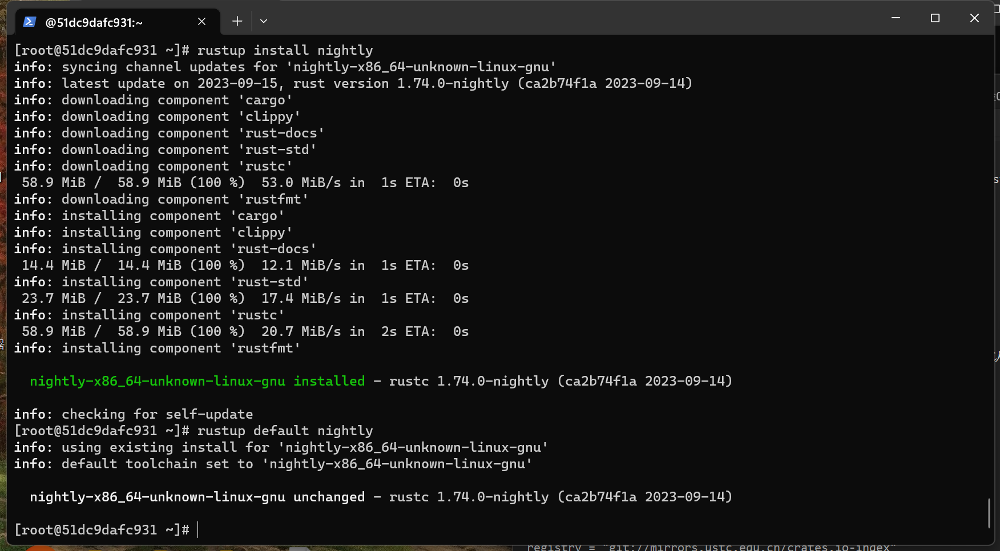 @51dc9dafc931:~
[root@51dc9dafc931 ~]# rustup install nightly
info: syncing channel updates for 'nightly-x86_64-unknown-linux-gnu'
info: latest update on 2023-09-15, rust version 1.74.0-nightly (ca2b74f1a 2023-09-14)
info: downloading component 'cargo'
info: downloading component 'clippy'
info: downloading component 'rust-docs'
info: downloading component 'rust-std'
info: downloading component 'rustc'
 58.9 MiB /  58.9 MiB (100 %)  53.0 MiB/s in  1s ETA:  0s
info: downloading component 'rustfmt'
info: installing component 'cargo'
info: installing component 'clippy'
info: installing component 'rust-docs'
 14.4 MiB /  14.4 MiB (100 %)  12.1 MiB/s in  1s ETA:  0s
info: installing component 'rust-std'
 23.7 MiB /  23.7 MiB (100 %)  17.4 MiB/s in  1s ETA:  0s
info: installing component 'rustc'
 58.9 MiB /  58.9 MiB (100 %)  20.7 MiB/s in  2s ETA:  0s
info: installing component 'rustfmt'
  nightly-x86_64-unknown-linux-gnu installed - rustc 1.74.0-nightly (ca2b74f1a 2023-09-14)
info: checking for self-update
[root@51dc9dafc931 ~]# rustup default nightly
info: using existing install for 'nightly-x86_64-unknown-linux-gnu'
info: default toolchain set to 'nightly-x86_64-unknown-linux-gnu'
  nightly-x86_64-unknown-linux-gnu unchanged - rustc 1.74.0-nightly (ca2b74f1a 2023-09-14)
[root@51dc9dafc931 ~]#
registry = "git://mirrors.ustc.edu.cn/crates.io-index"